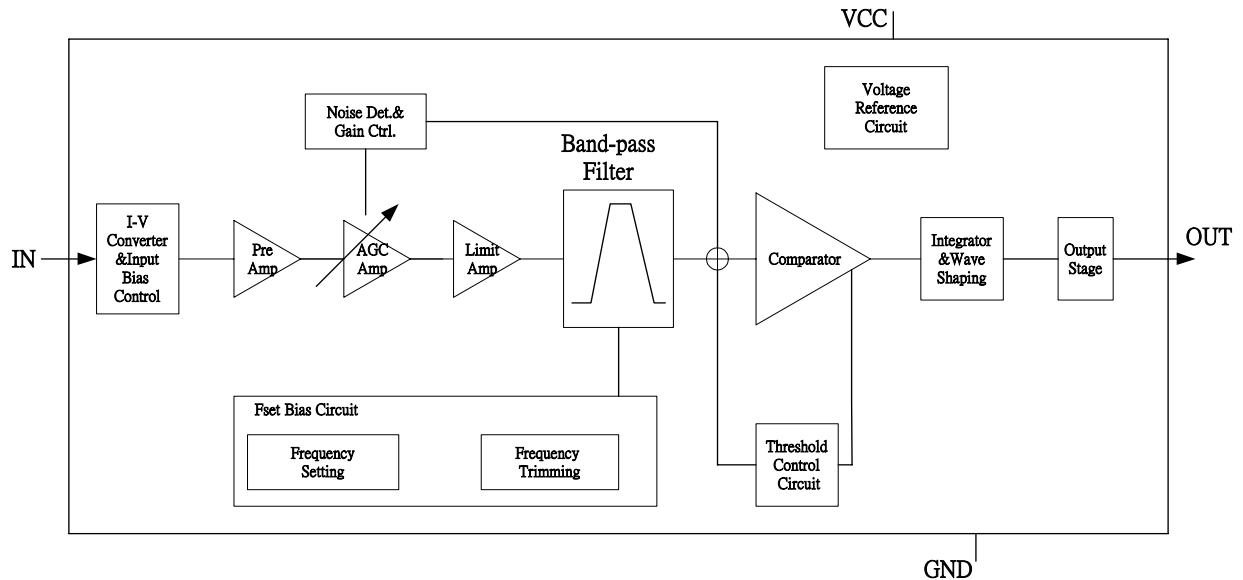 VCC
Voltage
Reference
Circuit
Noise Det.&
Gain Ctrl.
Band-pass
Filter
IN
I-V
Converter
&Input
Bias
Control
Pre
Amp
AGC
Amp
Limit
Amp
Comparator
Integrator
&Wave
Shaping
Output
Stage
OUT
Fset Bias Circuit
Frequency
Setting
Frequency
Trimming
Threshold
Control
Circuit
GND